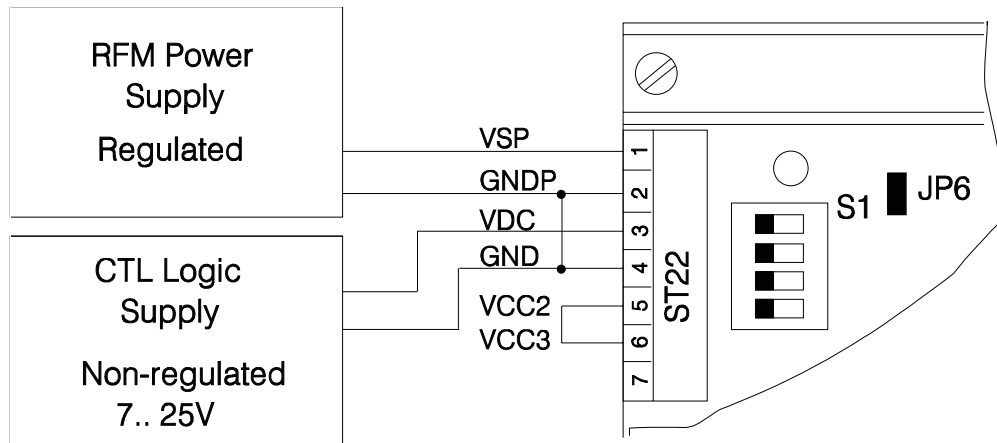 RFM Power
Supply
Regulated
CTL Logic
Supply
Non-regulated
7.. 25V
VSP
GNDP
VDC
GND
VCC2
VCC3
1
2
3
4
5
6
7
ST22
S1
JP6